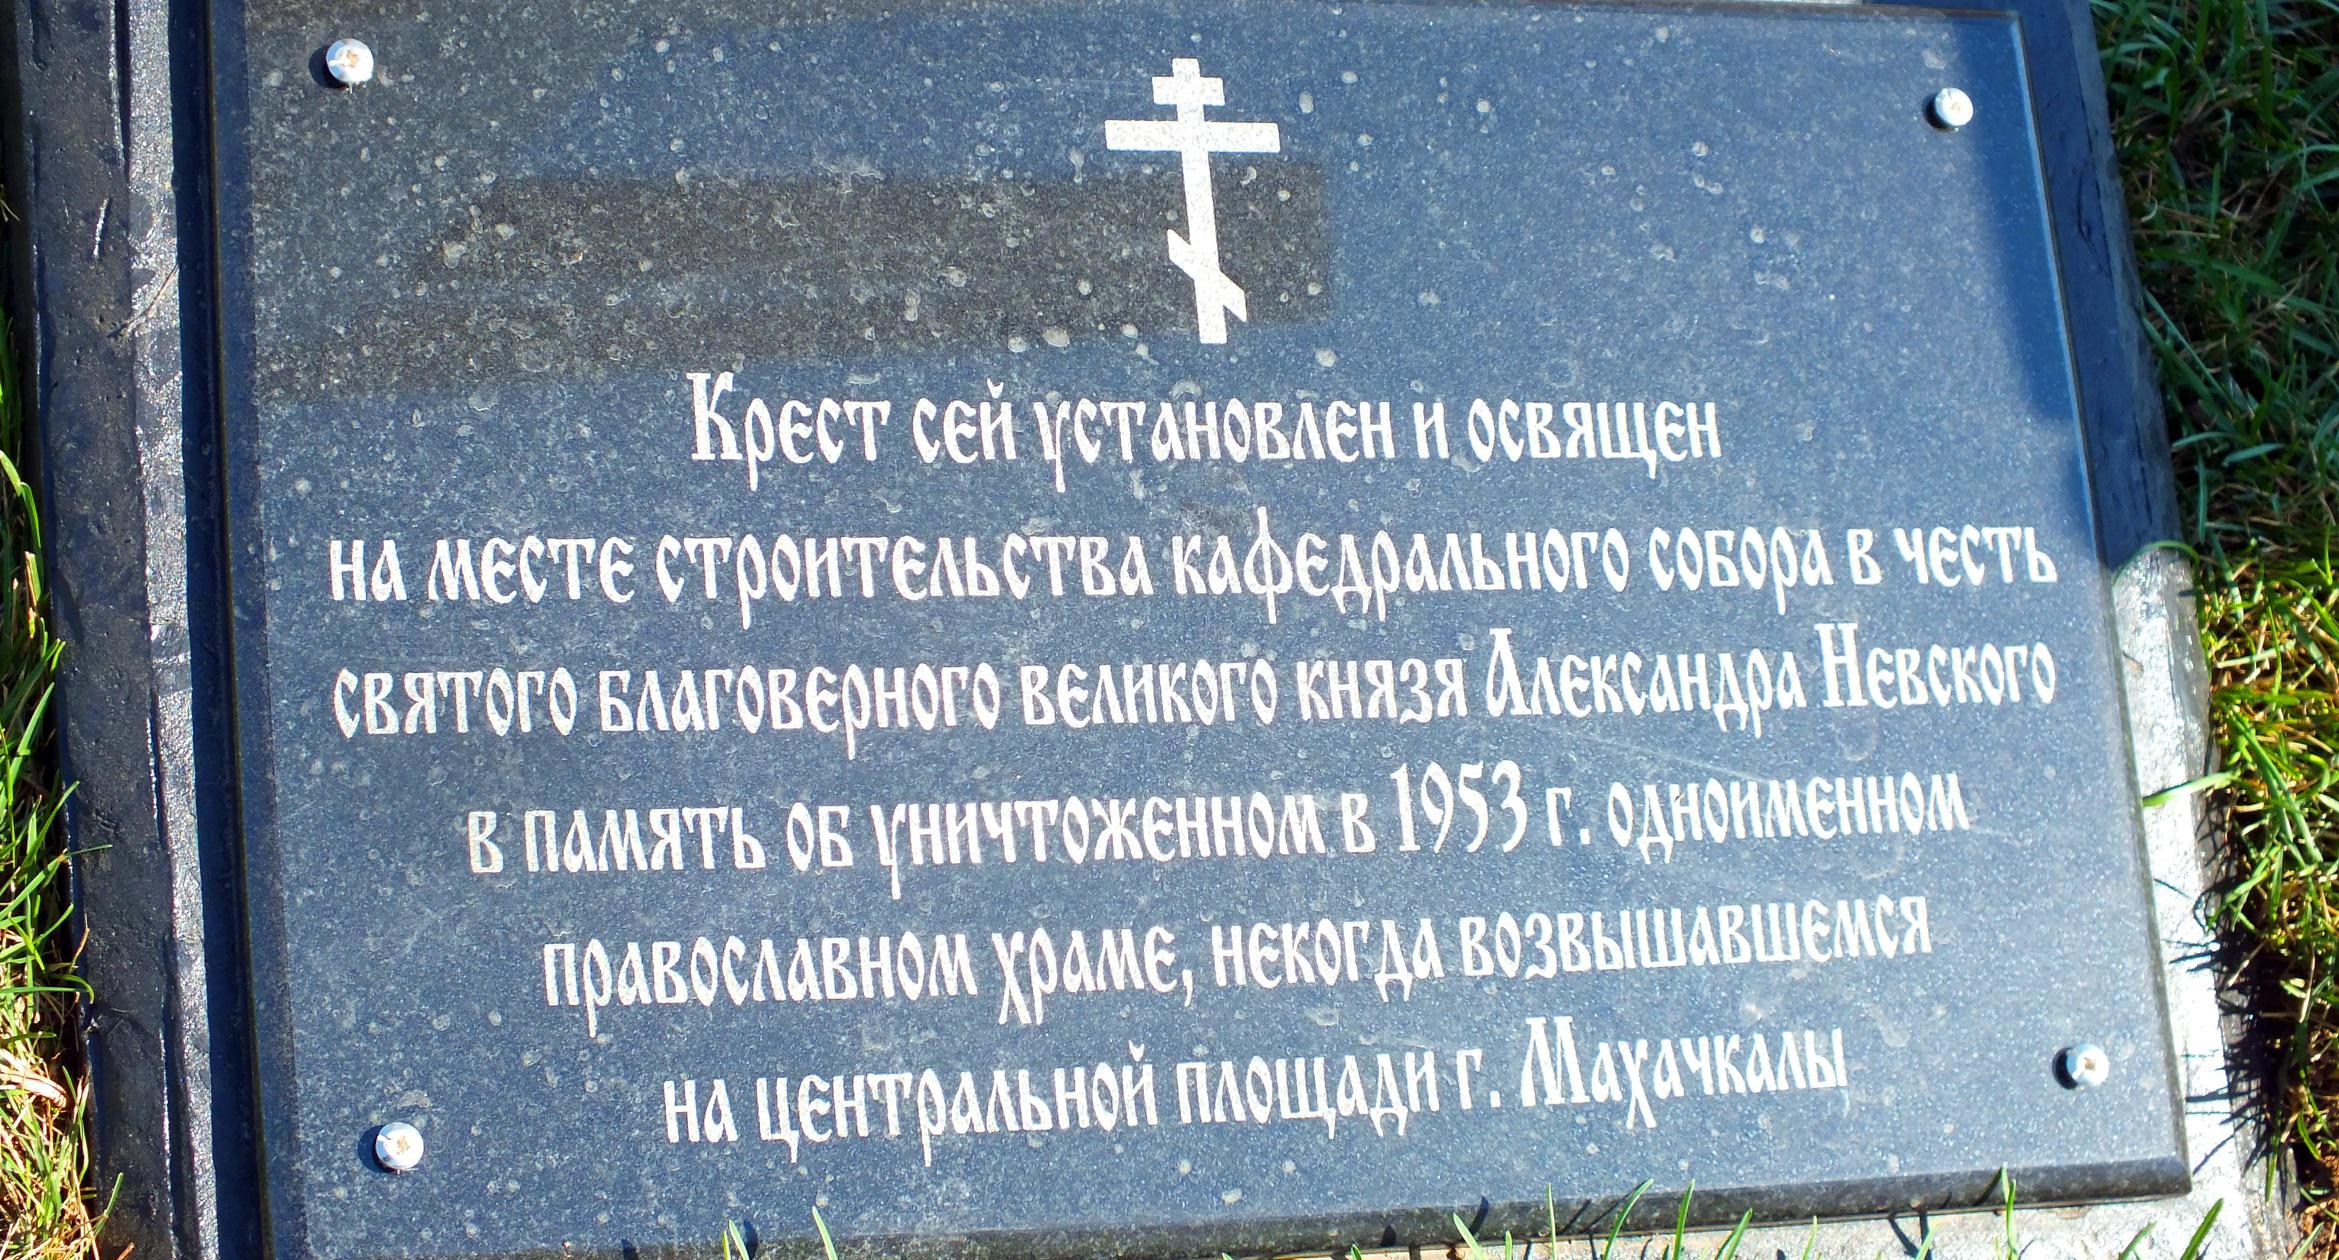 Крест сей установлен и освящен
на месте строительства кафедрального собора в честь
святого благоверного великого князя Александра Невского
в память об уничтоженном в 1953 г. одноименном
православном храме, некогда возвышавшемся
на центральной площади г. Махачкалы